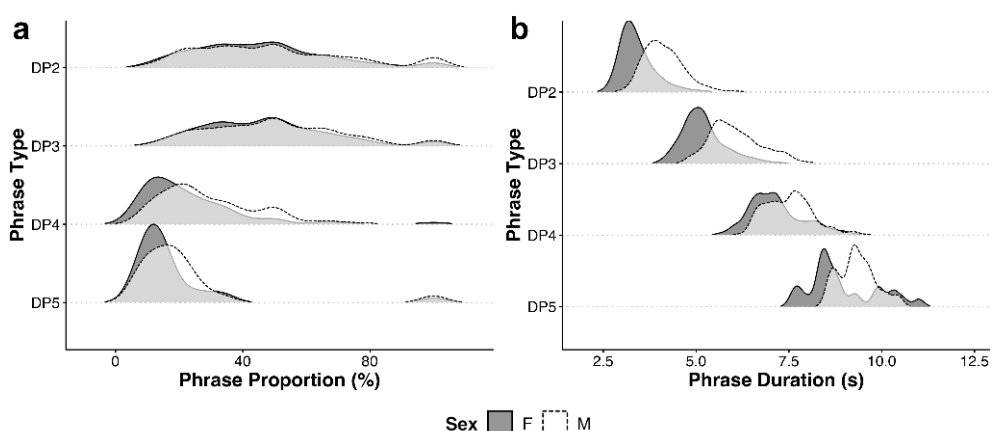 a
Phrase Type
DP2
DP3
DP4
DP5
0 40 80
Phrase Proportion (%)
b
Phrase Type
DP2
DP3
DP4
DP5
2.5 5.0 7.5 10.0 12.5
Phrase Duration (s)
Sex F M